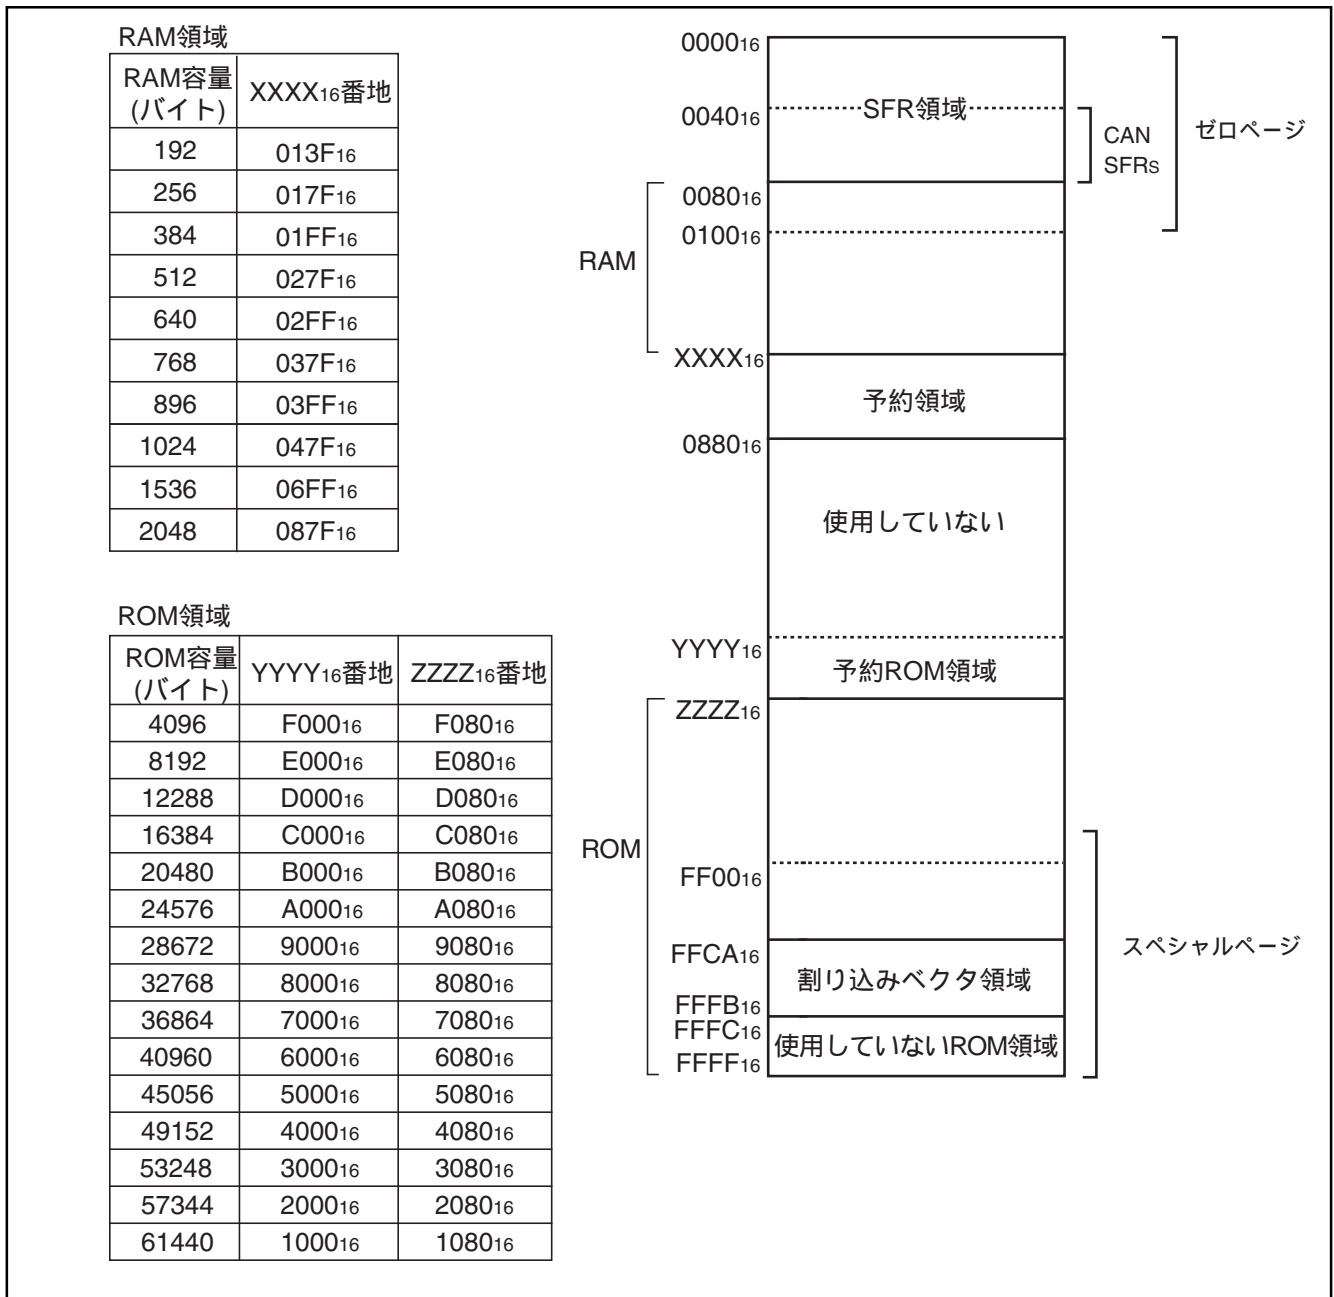 RAM領域
RAM容量
(バイト) XXXX16番地
192 013F16
256 017F16
384 01FF16
512 027F16
640 02FF16
768 037F16
896 03FF16
1024 047F16
1536 06FF16
2048 087F16
ROM領域
ROM容量
(バイト) YYYY16番地 ZZZZ16番地
4096 F00016 F08016
8192 E00016 E08016
12288 D00016 D08016
16384 C00016 C08016
20480 B00016 B08016
24576 A00016 A08016
28672 900016 908016
32768 800016 808016
36864 700016 708016
40960 600016 608016
45056 500016 508016
49152 400016 408016
53248 300016 308016
57344 200016 208016
61440 100016 108016
000016
004016
SFR領域
CAN
SFRs
ゼロページ
008016
010016
RAM
XXXX16
予約領域
088016
使用していない
YYYY16
予約ROM領域
ZZZZ16
ROM
FF0016
FFCA16
割り込みベクタ領域
スペシャルページ
FFFB16
FFFC16
使用していないROM領域
FFFF16